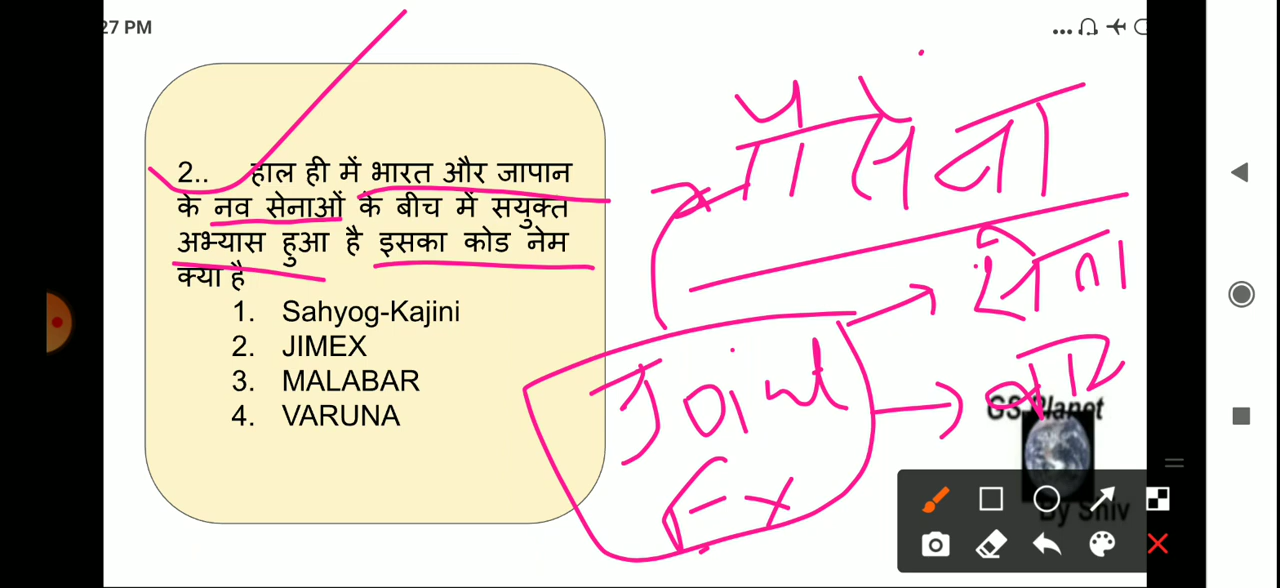 27 PM
2.. हाल ही में भारत और जापान
के नव सेनाओं के बीच में सयुक्त
अभ्यास हुआ है इसका कोड नेम
क्या है
1. Sahyog-Kajini
2. JIMEX
3. MALABAR
4. VARUNA
Joint
Ex
GS Planet
By Shiv